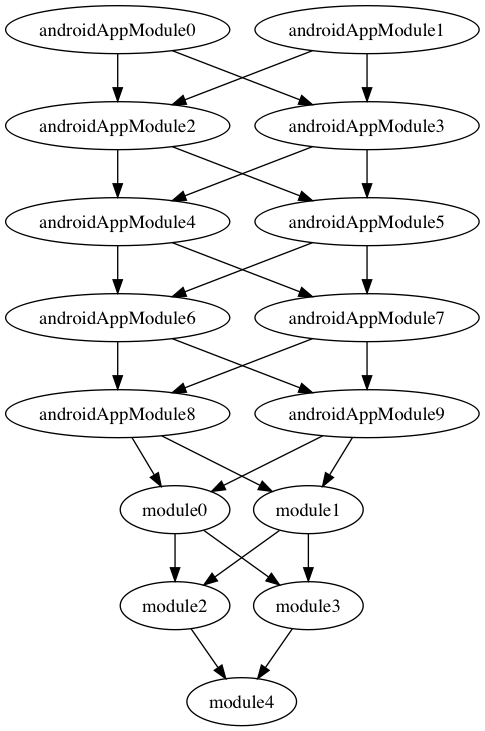 androidAppModule0
androidAppModule1
androidAppModule2
androidAppModule3
androidAppModule4
androidAppModule5
androidAppModule6
androidAppModule7
androidAppModule8
androidAppModule9
module0
module1
module2
module3
module4